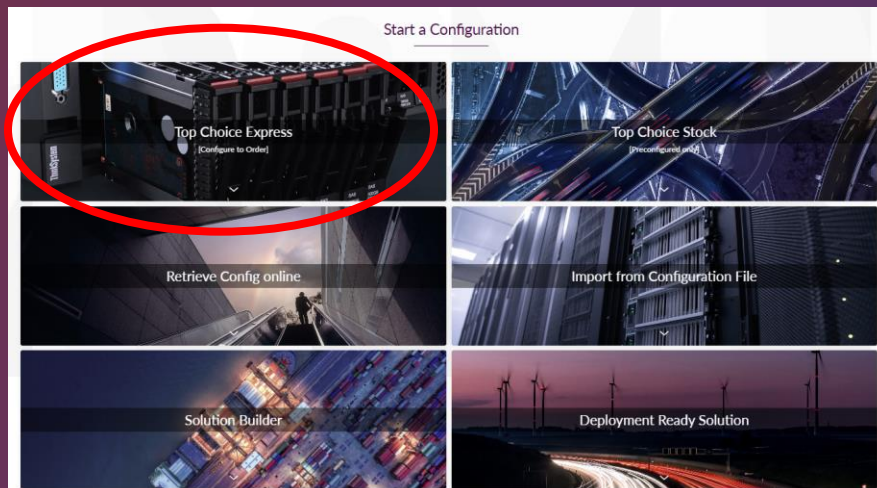 Start a Configuration
Top Choice Express
[Configure to Order]
ThinkSystem
Top Choice Stock
[Preconfigured only]
Retrieve Config online
Import from Configuration File
Solution Builder
Deployment Ready Solution